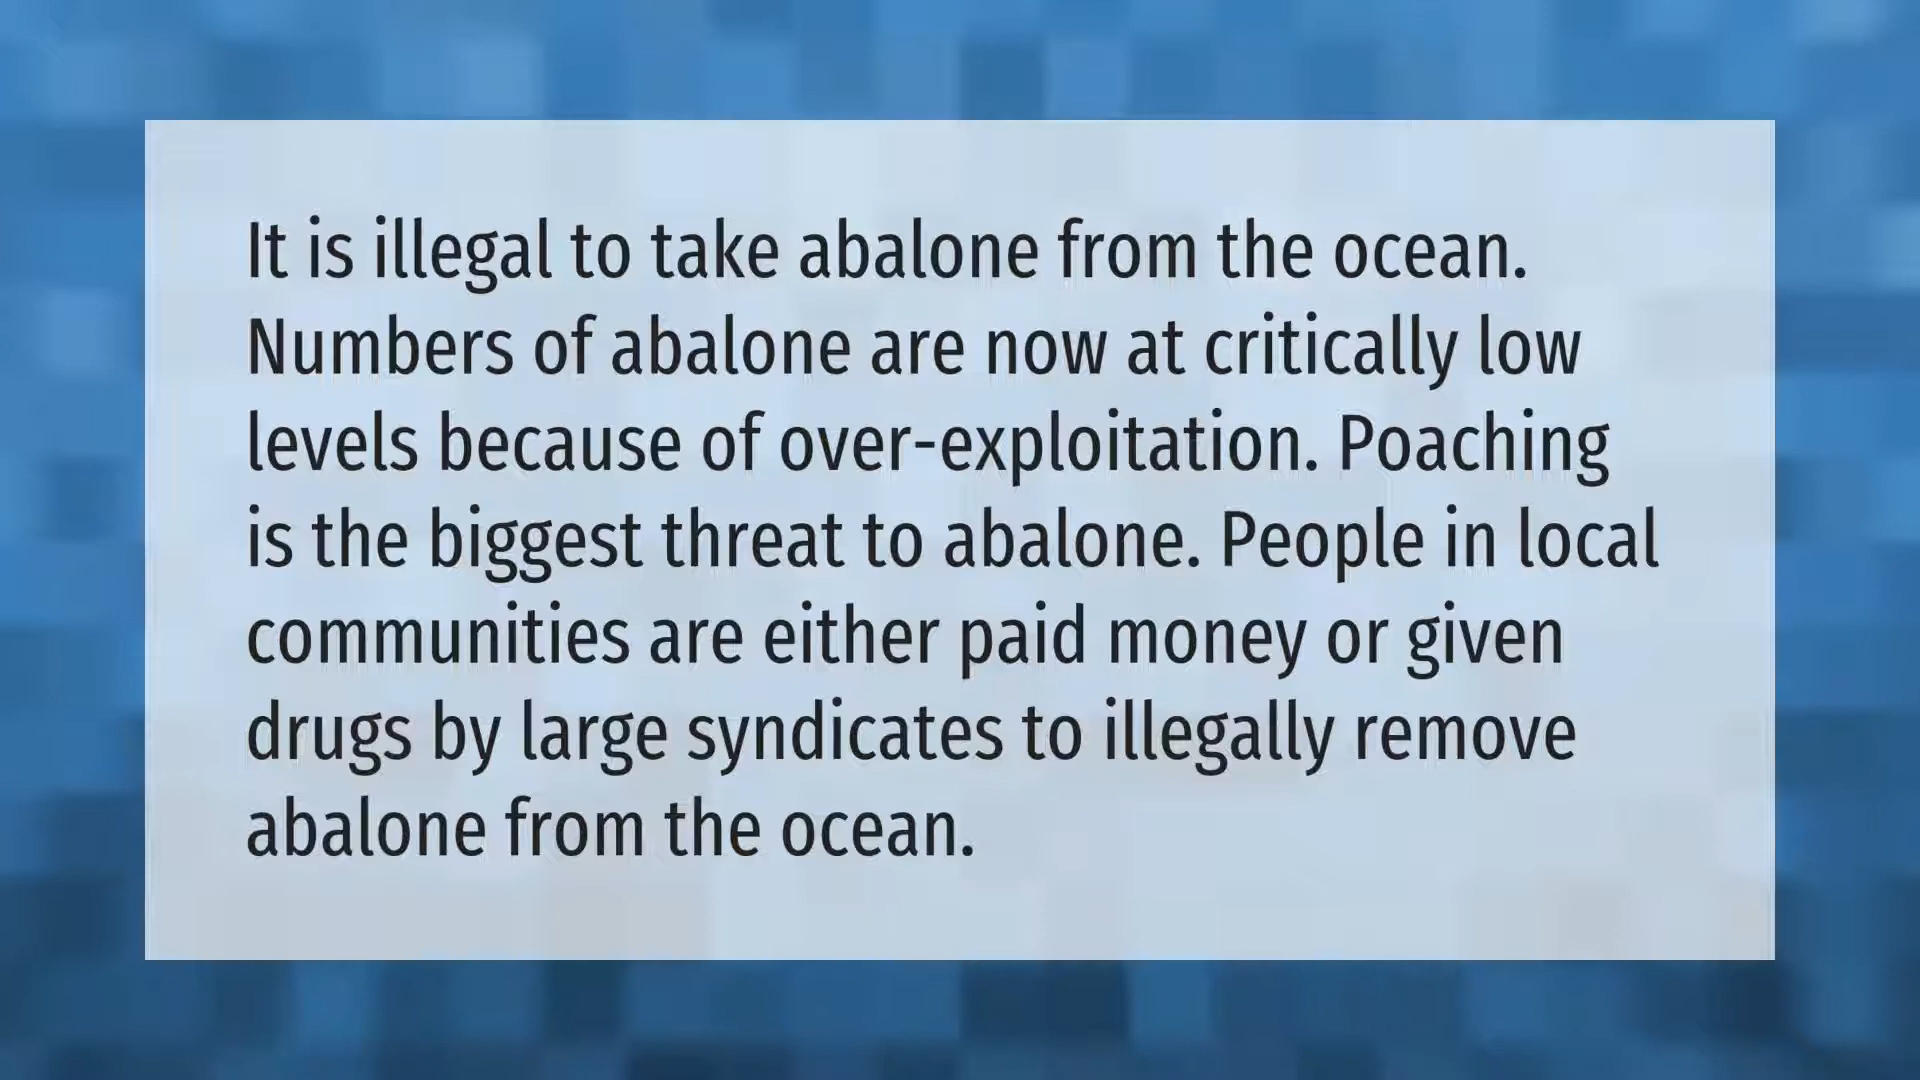 It is illegal to take abalone from the ocean.
Numbers of abalone are now at critically low
levels because of over-exploitation. Poaching
is the biggest threat to abalone. People in local
communities are either paid money or given
drugs by large syndicates to illegally remove
abalone from the ocean.